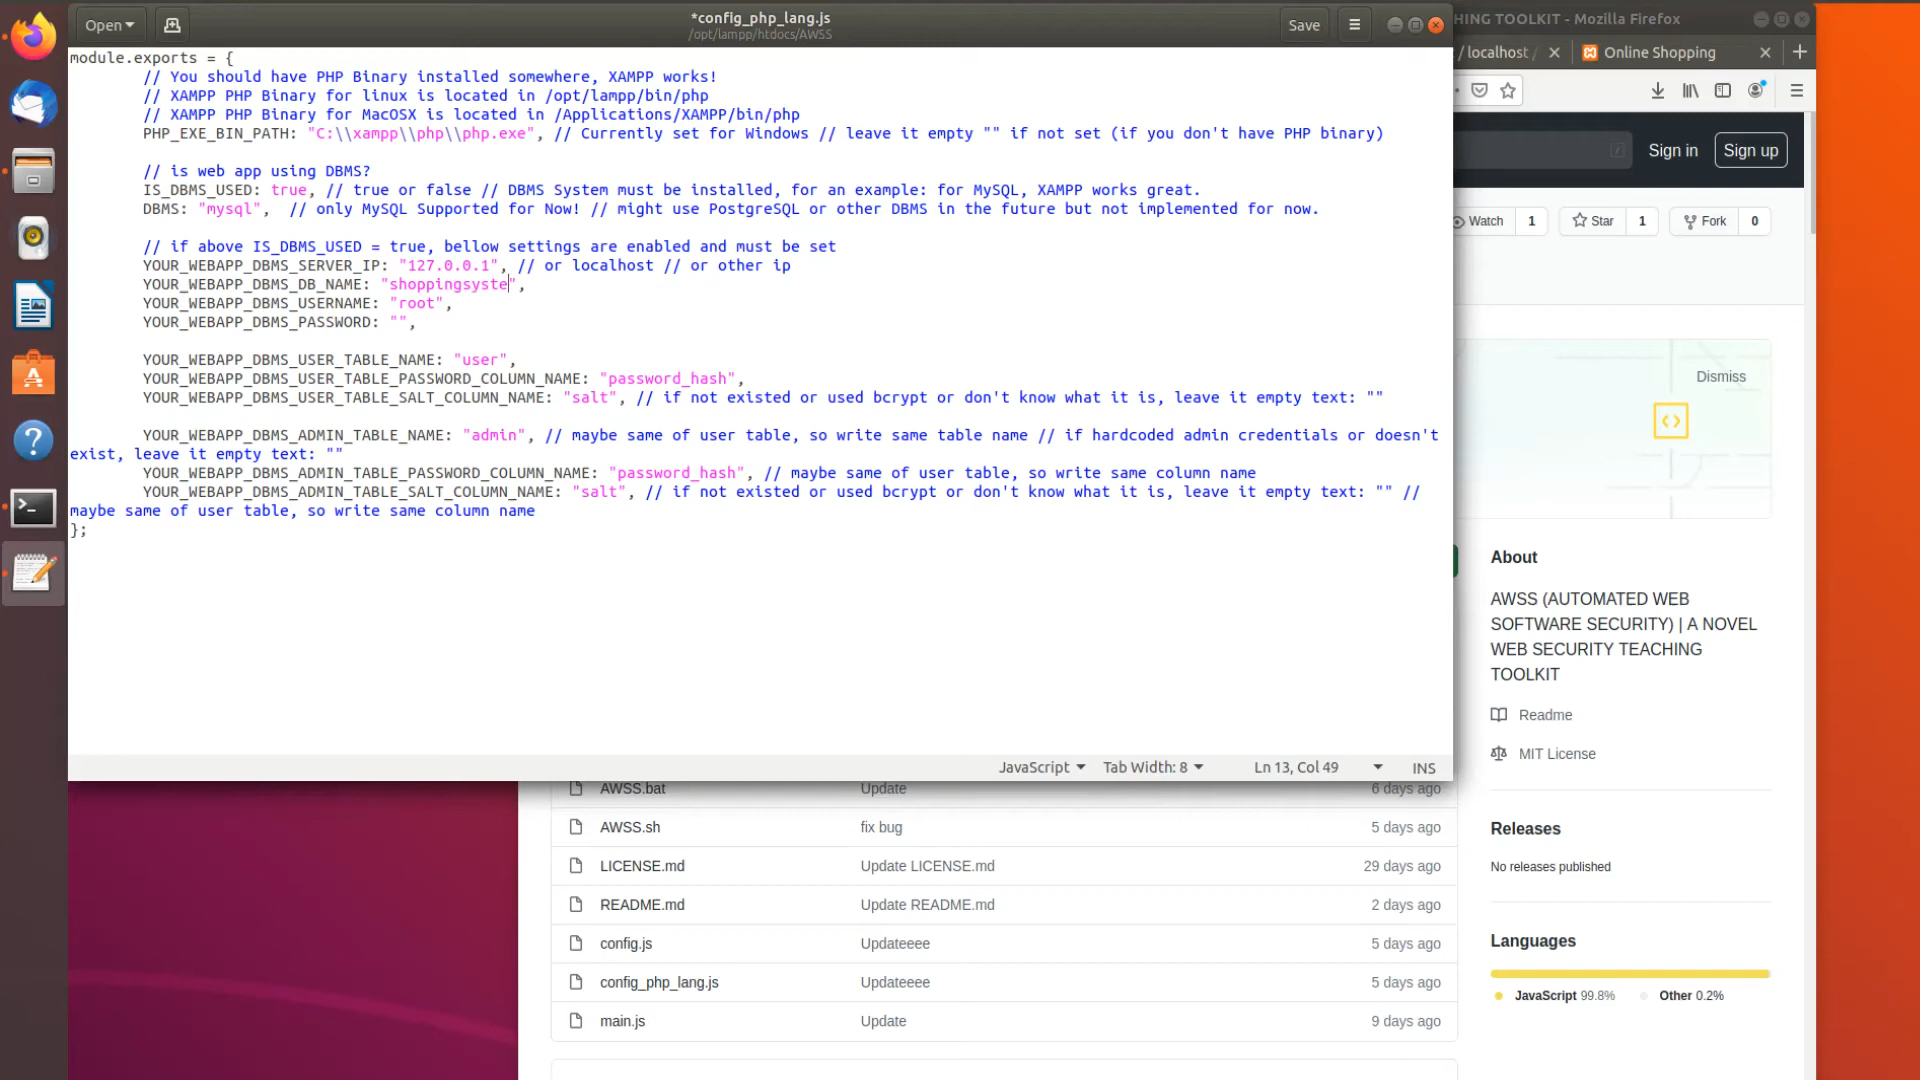 Open
*config_php_lang.js
/opt/lampp/htdocs/AWSS
Save
HING TOOLKIT - Mozilla Firefox
/ localhost /
Online Shopping
module.exports = {
// You should have PHP Binary installed somewhere, XAMPP works!
// XAMPP PHP Binary for linux is located in /opt/lampp/bin/php
// XAMPP PHP Binary for MacOSX is located in /Applications/XAMPP/bin/php
PHP_EXE_BIN_PATH: "C:\\xampp\\php\\php.exe", // Currently set for Windows // leave it empty "" if not set (if you don't have PHP binary)
// is web app using DBMS?
IS_DBMS_USED: true, // true or false // DBMS System must be installed, for an example: for MySQL, XAMPP works great.
DBMS: "mysql", // only MySQL Supported for Now! // might use PostgreSQL or other DBMS in the future but not implemented for now.
// if above IS_DBMS_USED = true, bellow settings are enabled and must be set
YOUR_WEBAPP_DBMS_SERVER_IP: "127.0.0.1", // or localhost // or other ip
YOUR_WEBAPP_DBMS_DB_NAME: "shoppingsyste",
YOUR_WEBAPP_DBMS_USERNAME: "root",
YOUR_WEBAPP_DBMS_PASSWORD: "",
YOUR_WEBAPP_DBMS_USER_TABLE_NAME: "user",
YOUR_WEBAPP_DBMS_USER_TABLE_PASSWORD_COLUMN_NAME: "password_hash",
YOUR_WEBAPP_DBMS_USER_TABLE_SALT_COLUMN_NAME: "salt", // if not existed or used bcrypt or don't know what it is, leave it empty text: ""
YOUR_WEBAPP_DBMS_ADMIN_TABLE_NAME: "admin", // maybe same of user table, so write same table name // if hardcoded admin credentials or doesn't
exist, leave it empty text: ""
YOUR_WEBAPP_DBMS_ADMIN_TABLE_PASSWORD_COLUMN_NAME: "password_hash", // maybe same of user table, so write same column name
YOUR_WEBAPP_DBMS_ADMIN_TABLE_SALT_COLUMN_NAME: "salt", // if not existed or used bcrypt or don't know what it is, leave it empty text: "" //
maybe same of user table, so write same column name
};
JavaScript Tab Width: 8 Ln 13, Col 49 INS
Sign in Sign up
Watch 1 Star 1 Fork 0
Dismiss
About
AWSS (AUTOMATED WEB
SOFTWARE SECURITY) | A NOVEL
WEB SECURITY TEACHING
TOOLKIT
Readme
MIT License
Releases
No releases published
Languages
JavaScript 99.8% Other 0.2%
AWSS.bat Update 6 days ago
AWSS.sh fix bug 5 days ago
LICENSE.md Update LICENSE.md 29 days ago
README.md Update README.md 2 days ago
config.js Updateeee 5 days ago
config_php_lang.js Updateeee 5 days ago
main.js Update 9 days ago